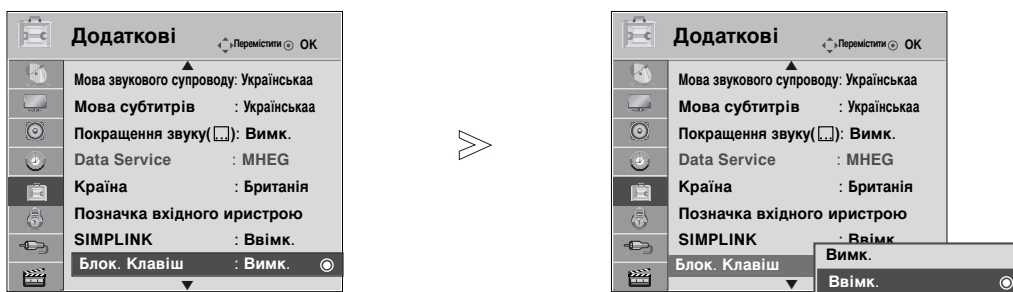 Додаткові Перемістити OK
Мова звукового супроводу: Українськаа
Мова субтитрів : Українськаа
Покращення звуку(...): Вимк.
Data Service : MHEG
Країна : Британія
Позначка вхідного иристрою
SIMPLINK : Ввімк.
Блок. Клавіш : Вимк.
Додаткові Перемістити OK
Мова звукового супроводу: Українськаа
Мова субтитрів : Українськаа
Покращення звуку(...): Вимк.
Data Service : MHEG
Країна : Британія
Позначка вхідного иристрою
SIMPLINK : Ввімк.
Блок. Клавіш
Вимк.
Ввімк.